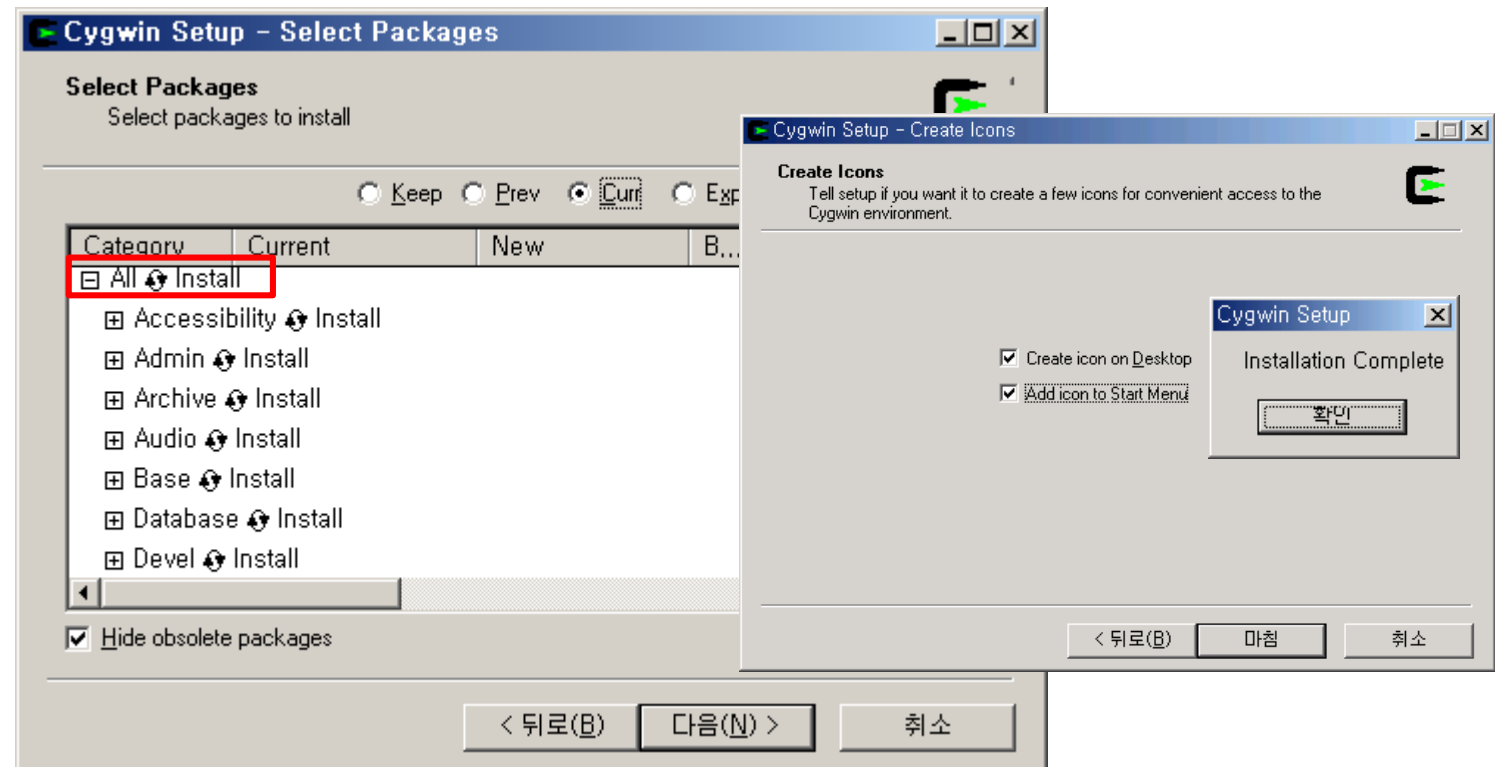 Cygwin Setup - Select Packages
Select Packages
Select packages to install
Keep Prev Curr Exp
Category Current New B...
All Install
Accessibility Install
Admin Install
Archive Install
Audio Install
Base Install
Database Install
Devel Install
Hide obsolete packages
< 뒤로(B) 다음(N) > 취소
Cygwin Setup - Create Icons
Create Icons
Tell setup if you want it to create a few icons for convenient access to the
Cygwin environment.
Create icon on Desktop
Add icon to Start Menu
< 뒤로(B) 마침 취소
Cygwin Setup
Installation Complete
확인